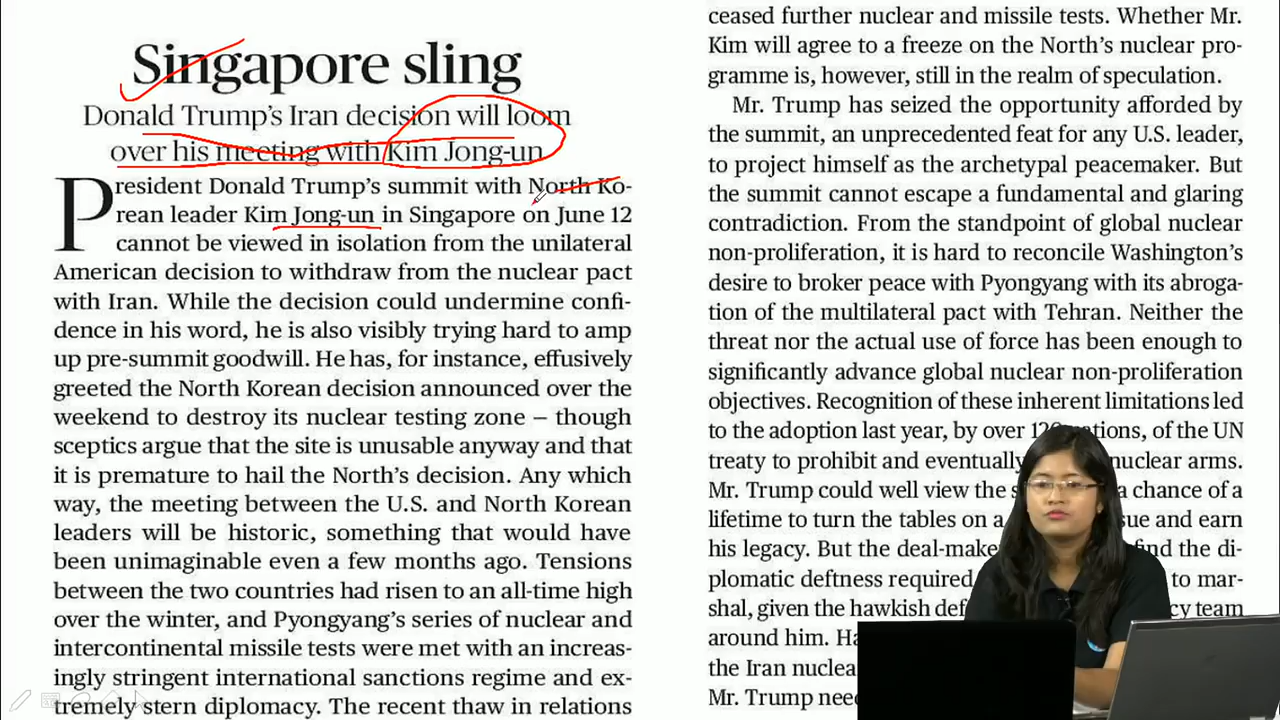 Singapore sling
Donald Trump's Iran decision will loom
over his meeting with Kim Jong-un
President Donald Trump's summit with North Ko-
rean leader Kim Jong-un in Singapore on June 12
cannot be viewed in isolation from the unilateral
American decision to withdraw from the nuclear pact
with Iran. While the decision could undermine confi-
dence in his word, he is also visibly trying hard to amp
up pre-summit goodwill. He has, for instance, effusively
greeted the North Korean decision announced over the
weekend to destroy its nuclear testing zone – though
sceptics argue that the site is unusable anyway and that
it is premature to hail the North's decision. Any which
way, the meeting between the U.S. and North Korean
leaders will be historic, something that would have
been unimaginable even a few months ago. Tensions
between the two countries had risen to an all-time high
over the winter, and Pyongyang's series of nuclear and
intercontinental missile tests were met with an increas-
ingly stringent international sanctions regime and ex-
tremely stern diplomacy. The recent thaw in relations
ceased further nuclear and missile tests. Whether Mr.
Kim will agree to a freeze on the North's nuclear pro-
gramme is, however, still in the realm of speculation.
Mr. Trump has seized the opportunity afforded by
the summit, an unprecedented feat for any U.S. leader,
to project himself as the archetypal peacemaker. But
the summit cannot escape a fundamental and glaring
contradiction. From the standpoint of global nuclear
non-proliferation, it is hard to reconcile Washington's
desire to broker peace with Pyongyang with its abroga-
tion of the multilateral pact with Tehran. Neither the
threat nor the actual use of force has been enough to
significantly advance global nuclear non-proliferation
objectives. Recognition of these inherent limitations led
to the adoption last year, by over nations, of the UN
treaty to prohibit and eventually nuclear arms.
Mr. Trump could well view the a chance of a
lifetime to turn the tables on a and earn
his legacy. But the find the di-
plomatic deftness required to mar-
shal, given the hawkish team
around him.
the Iran
Mr. Trump